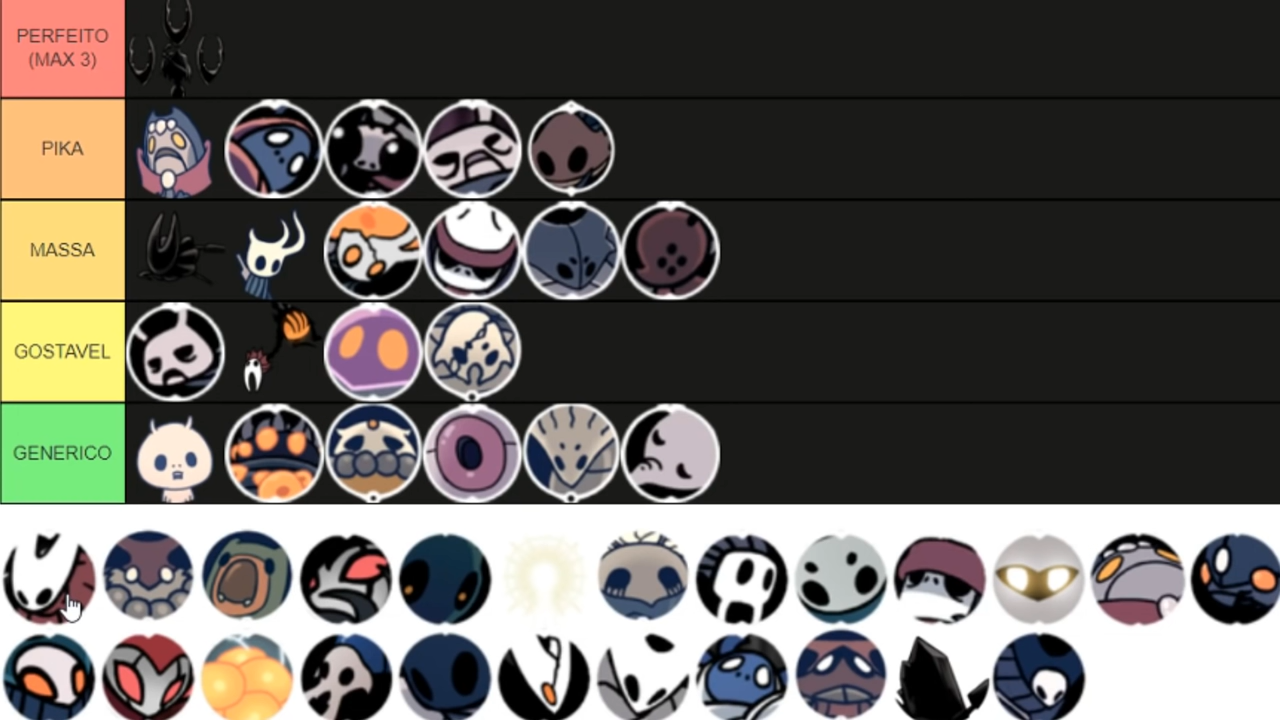 PERFEITO
(MAX 3)
PIKA
MASSA
GOSTAVEL
GENERICO